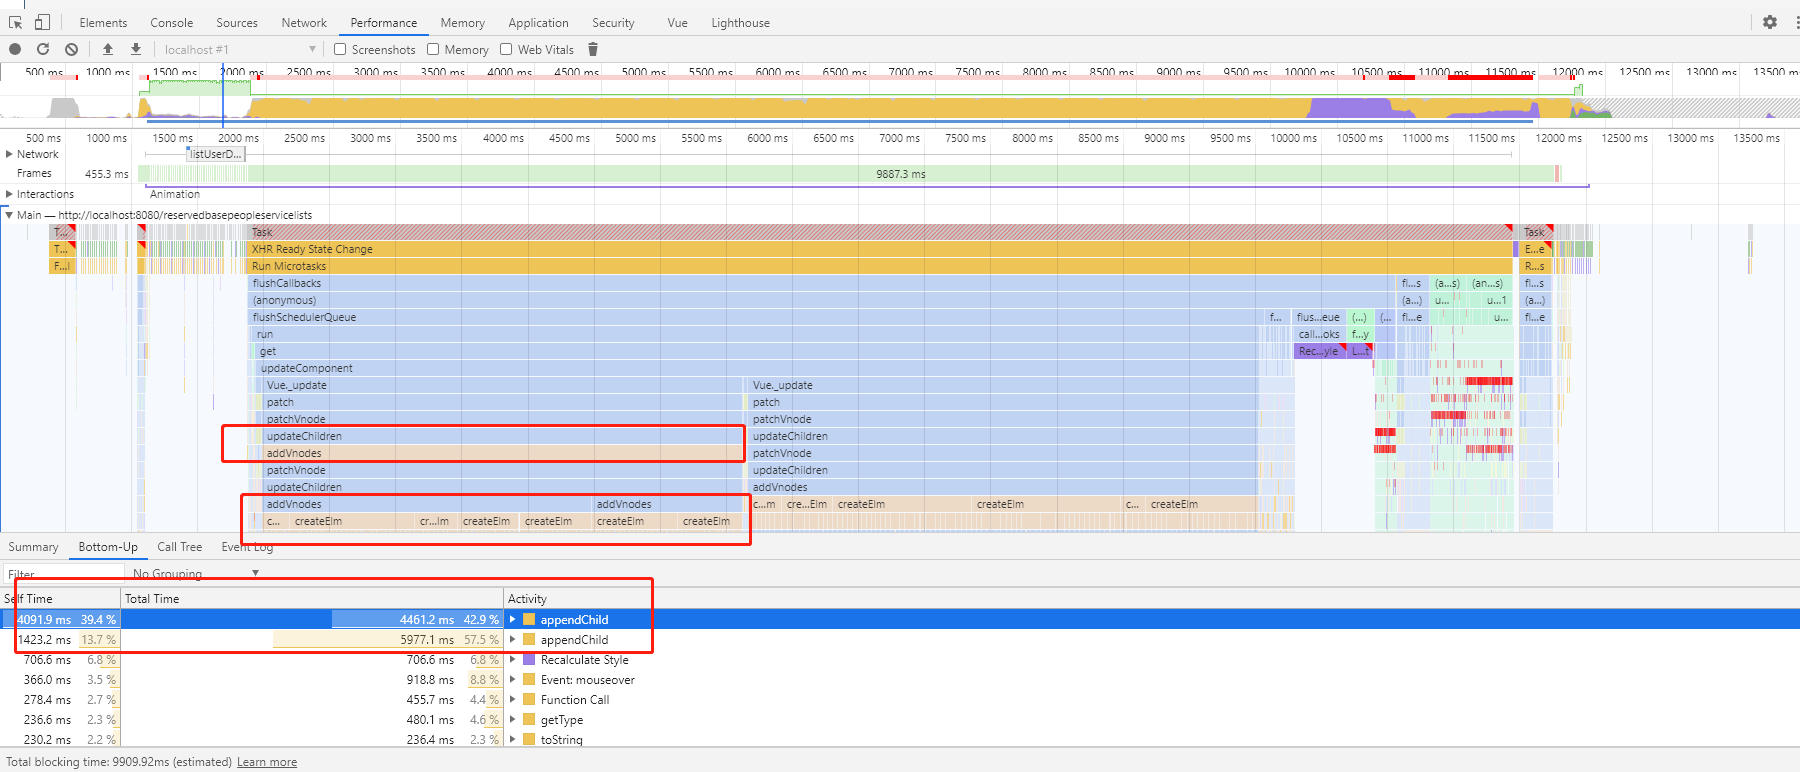 Elements Console Sources Network Performance Memory Application Security Vue Lighthouse
localhost #1 Screenshots Memory Web Vitals
500 ms 1000 ms 1500 ms 2000 ms 2500 ms 3000 ms 3500 ms 4000 ms 4500 ms 5000 ms 5500 ms 6000 ms 6500 ms 7000 ms 7500 ms 8000 ms 8500 ms 9000 ms 9500 ms 10000 ms 10500 ms 11000 ms 11500 ms 12000 ms 12500 ms 13000 ms 13500 ms
500 ms 1000 ms 1500 ms 2000 ms 2500 ms 3000 ms 3500 ms 4000 ms 4500 ms 5000 ms 5500 ms 6000 ms 6500 ms 7000 ms 7500 ms 8000 ms 8500 ms 9000 ms 9500 ms 10000 ms 10500 ms 11000 ms 11500 ms 12000 ms 12500 ms 13000 ms 13500 ms
Network listUserD...
Frames 455.3 ms 9887.3 ms
Interactions Animation
Main — http://localhost:8080/reservedbasepeopleservicelists
T... Task Task
T... XHR Ready State Change E...e
F...l Run Microtasks R...s
flushCallbacks fl...s (a...s) (an...s) fl...s
(anonymous) (a...) u... u...1 (a...)
flushSchedulerQueue f... flus...eue (...) (... fl...e u... fl...e
run call...oks f...y
get Rec...yle L...t
updateComponent
Vue._update Vue._update
patch patch
patchVnode patchVnode
updateChildren updateChildren
addVnodes patchVnode
patchVnode updateChildren
updateChildren addVnodes
addVnodes addVnodes c...m cre...Elm createElm createElm c... createElm
c... createElm cr...lm createElm createElm createElm createElm
Summary Bottom-Up Call Tree Event Log
Filter No Grouping
Self Time Total Time Activity
4091.9 ms 39.4 % 4461.2 ms 42.9 % appendChild
1423.2 ms 13.7 % 5977.1 ms 57.5 % appendChild
706.6 ms 6.8 % 706.6 ms 6.8 % Recalculate Style
366.0 ms 3.5 % 918.8 ms 8.8 % Event: mouseover
278.4 ms 2.7 % 455.7 ms 4.4 % Function Call
236.6 ms 2.3 % 480.1 ms 4.6 % getType
230.2 ms 2.2 % 236.4 ms 2.3 % toString
Total blocking time: 9909.92ms (estimated) Learn more